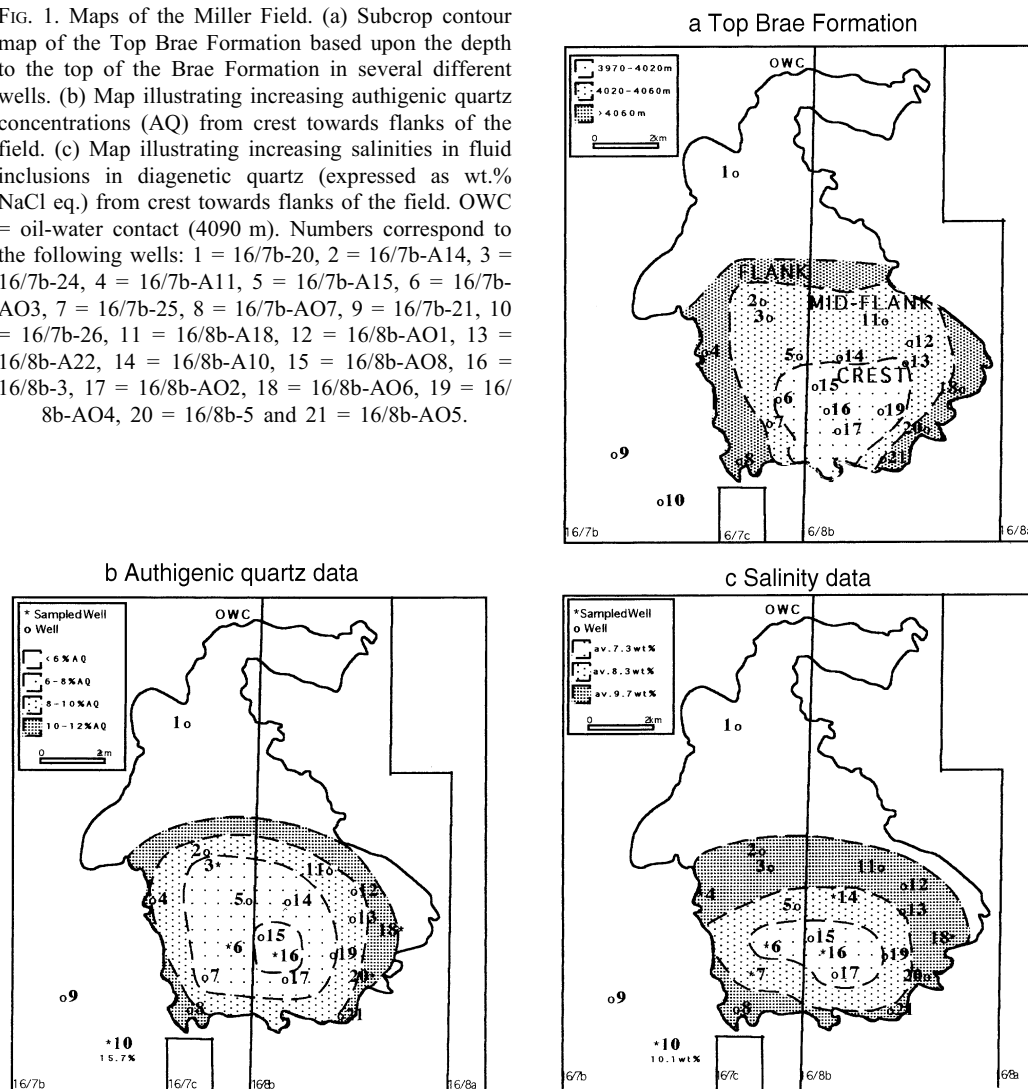 FIG. 1. Maps of the Miller Field. (a) Subcrop contour
map of the Top Brae Formation based upon the depth
to the top of the Brae Formation in several different
wells. (b) Map illustrating increasing authigenic quartz
concentrations (AQ) from crest towards flanks of the
field. (c) Map illustrating increasing salinities in fluid
inclusions in diagenetic quartz (expressed as wt.%
NaCl eq.) from crest towards flanks of the field. OWC
= oil-water contact (4090 m). Numbers correspond to
the following wells: 1 = 16/7b-20, 2 = 16/7b-A14, 3 =
16/7b-24, 4 = 16/7b-A11, 5 = 16/7b-A15, 6 = 16/7b-
AO3, 7 = 16/7b-25, 8 = 16/7b-AO7, 9 = 16/7b-21, 10
= 16/7b-26, 11 = 16/8b-A18, 12 = 16/8b-AO1, 13 =
16/8b-A22, 14 = 16/8b-A10, 15 = 16/8b-AO8, 16 =
16/8b-3, 17 = 16/8b-AO2, 18 = 16/8b-AO6, 19 = 16/
8b-AO4, 20 = 16/8b-5 and 21 = 16/8b-AO5.
a Top Brae Formation
OWC
3970-4020m
4020-4060m
>4060m
0 2km
1
FLANK
2 MID-FLANK
3 11
12
4 5 14 13
CREST
15 18
6 16 19
7 17 20
9 8 21
10
16/7b 16/7c 6/8b 16/8a
b Authigenic quartz data
OWC
* Sampled Well
o Well
<6%AQ
6-8%AQ
8-10%AQ
10-12%AQ
0 2km
1
2
3* 11
4 5 14 12
13
15 18*
*6 *16 19
7 17 20*
9 8 21
*10
15.7%
16/7b 16/7c 16/8b 16/8a
c Salinity data
OWC
*Sampled Well
o Well
av.7.3wt%
av.8.3wt%
av.9.7wt%
0 2km
1
2
3 11
4 *14 12
5 13
15 18*
*6 *16 19
*7 17 20*
9 8 21
*10
10.1wt%
16/7b 16/7c 16/8b 16/8a